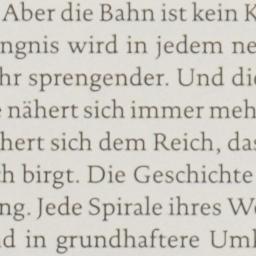 Aber die Bahn ist kein K
ngnis wird in jedem ne
hr sprengender. Und die
nähert sich immer meh
hert sich dem Reich, das
h birgt. Die Geschichte
ng. Jede Spirale ihres We
d in grundhaftere Uml